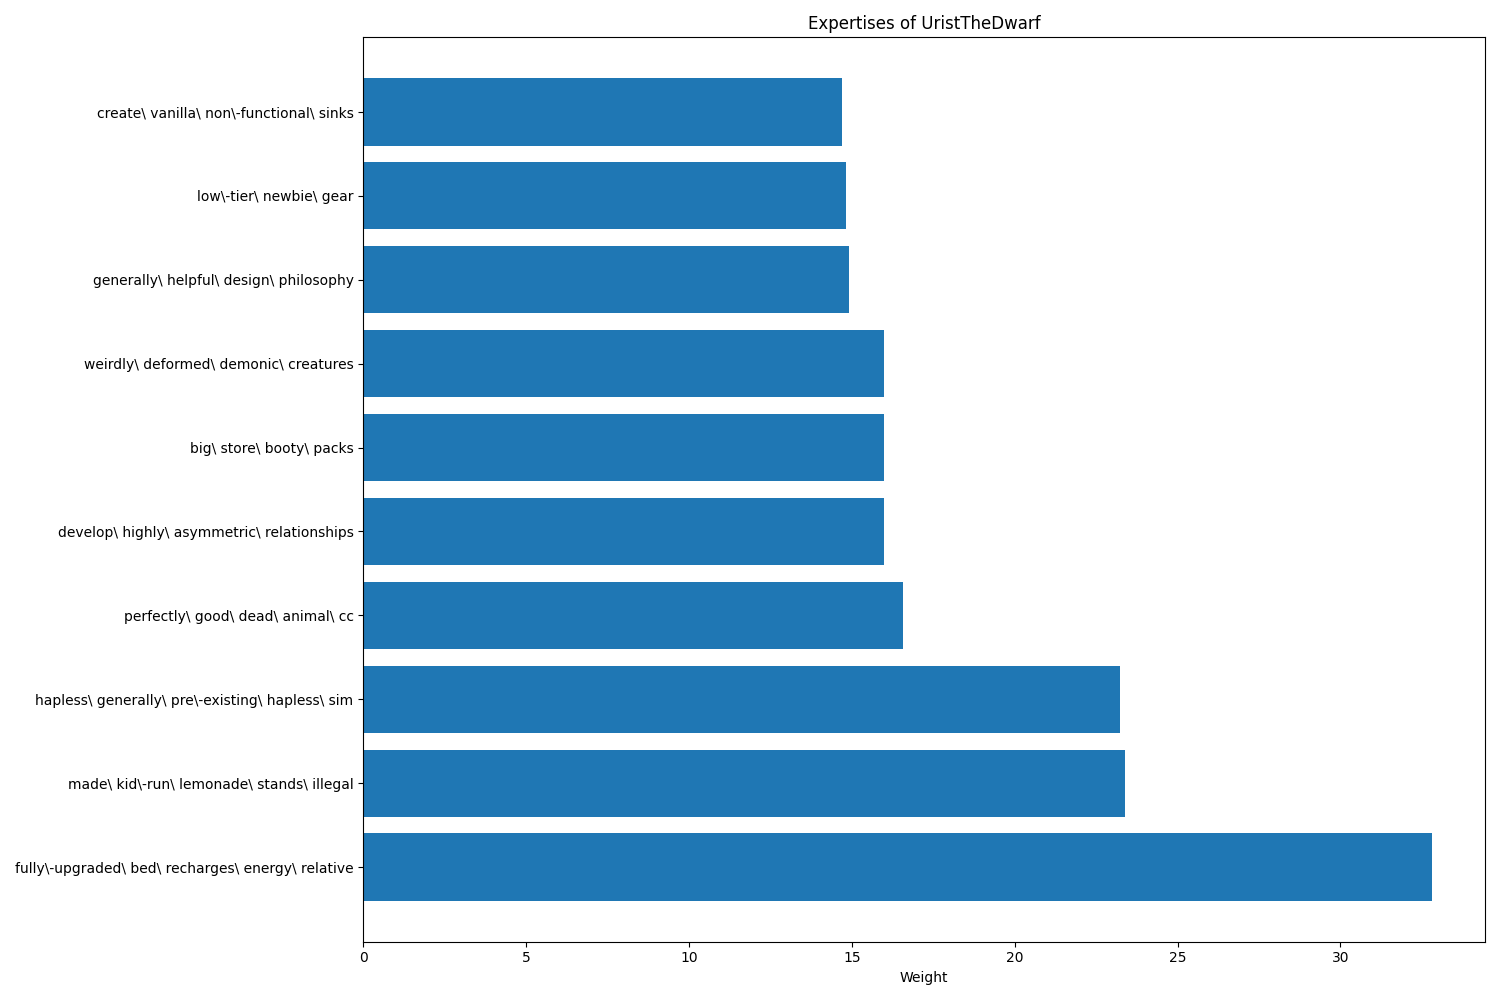 Expertises of UristTheDwarf
create\ vanilla\ non\-functional\ sinks
low\-tier\ newbie\ gear
generally\ helpful\ design\ philosophy
weirdly\ deformed\ demonic\ creatures
big\ store\ booty\ packs
develop\ highly\ asymmetric\ relationships
perfectly\ good\ dead\ animal\ cc
hapless\ generally\ pre\-existing\ hapless\ sim
made\ kid\-run\ lemonade\ stands\ illegal
fully\-upgraded\ bed\ recharges\ energy\ relative
0 5 10 15 20 25 30
Weight